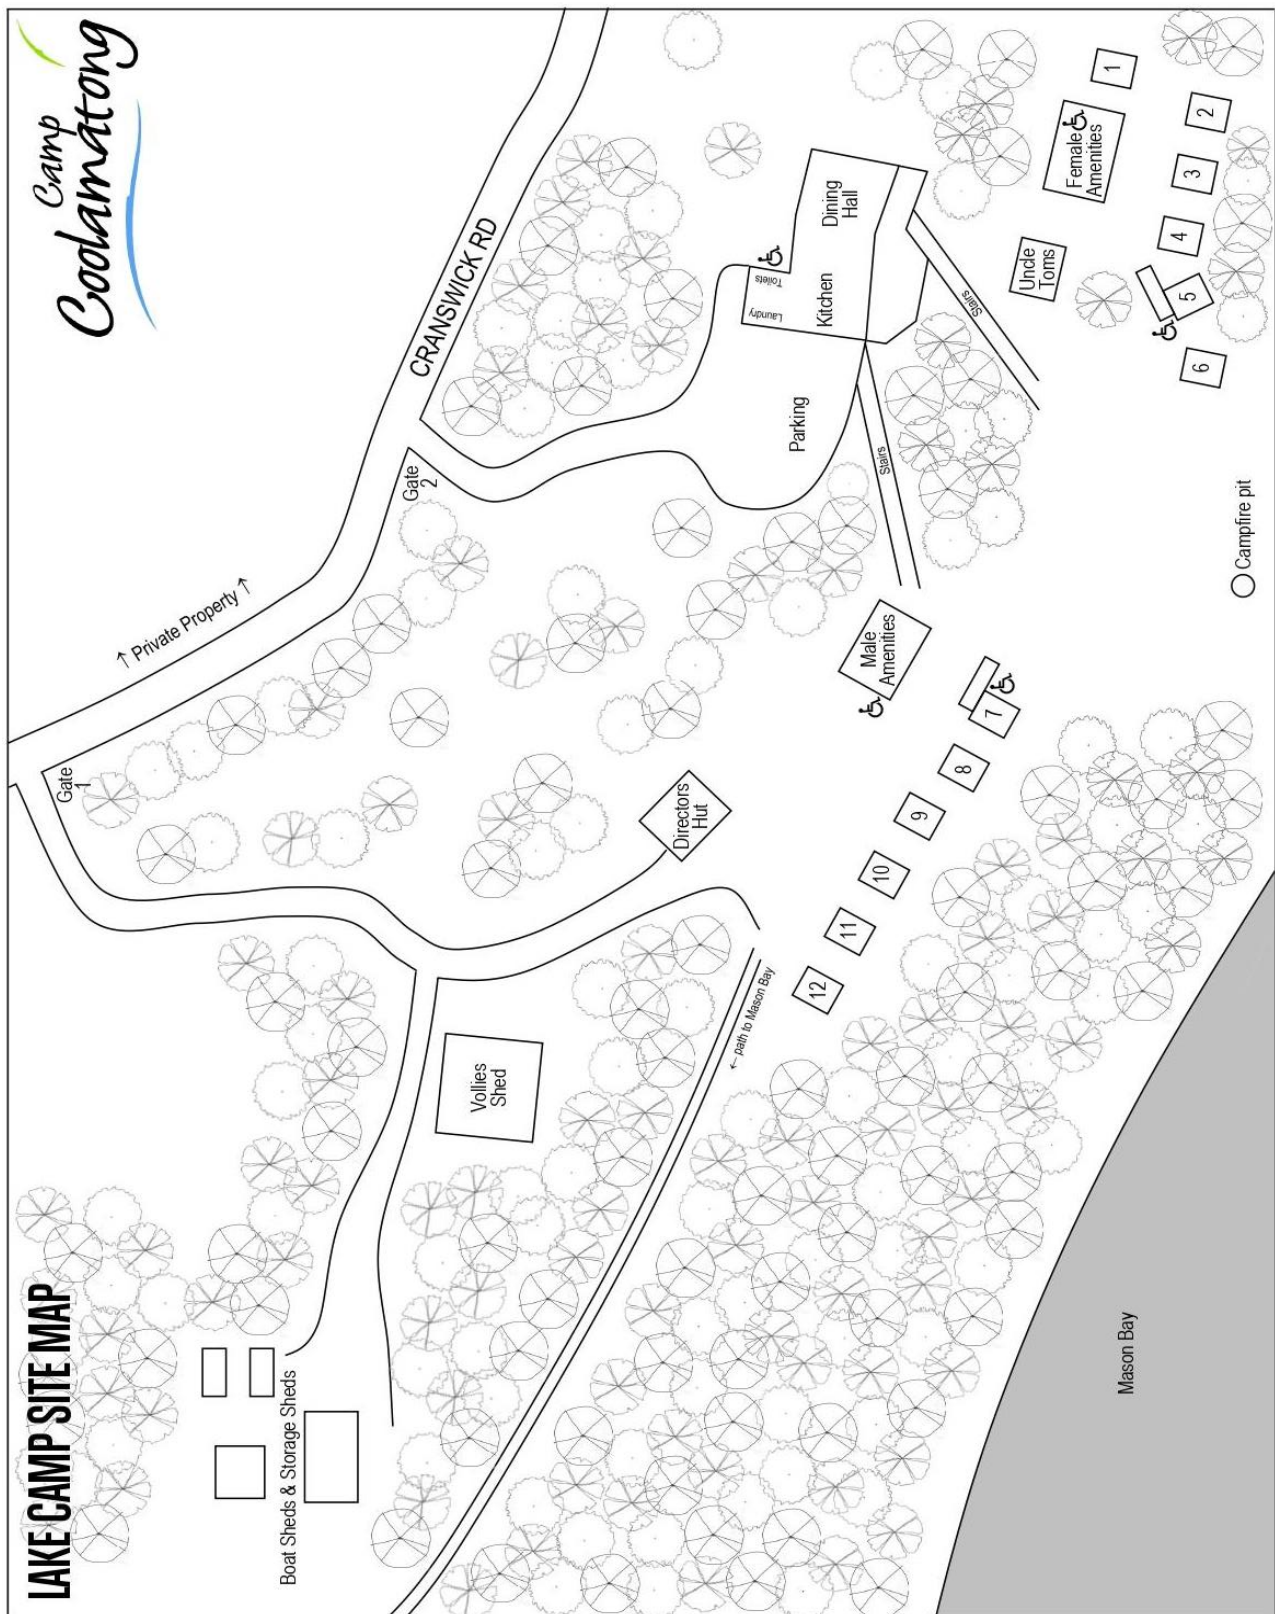 LAKE CAMP SITE MAP
Camp
Coolamatong
↑ Private Property ↑
CRANSWICK RD
Gate
1
Gate
2
Boat Sheds & Storage Sheds
Vollies
Shed
Directors
Hut
← path to Mason Bay
Parking
Laundry
Toilets
Kitchen
Dining
Hall
Stairs
Stairs
Male
Amenities
Female
Amenities
Uncle
Toms
1
2
3
4
5
6
7
8
9
10
11
12
Campfire pit
Mason Bay